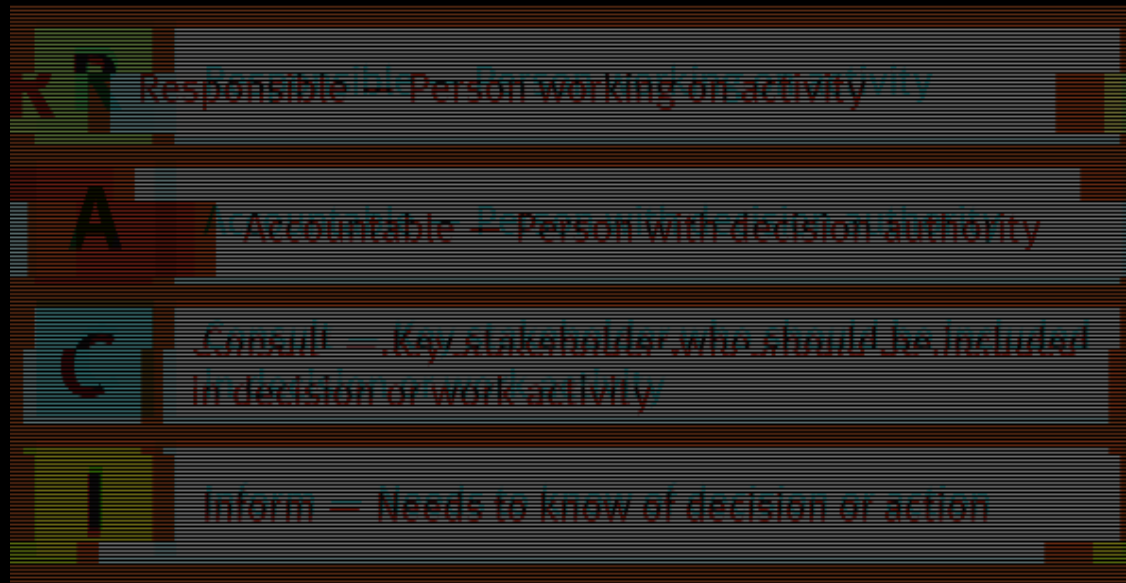 R Responsible — Person working on activity
A Accountable — Person with decision authority
C Consult — Key stakeholder who should be included
in decision or work activity
I Inform — Needs to know of decision or action